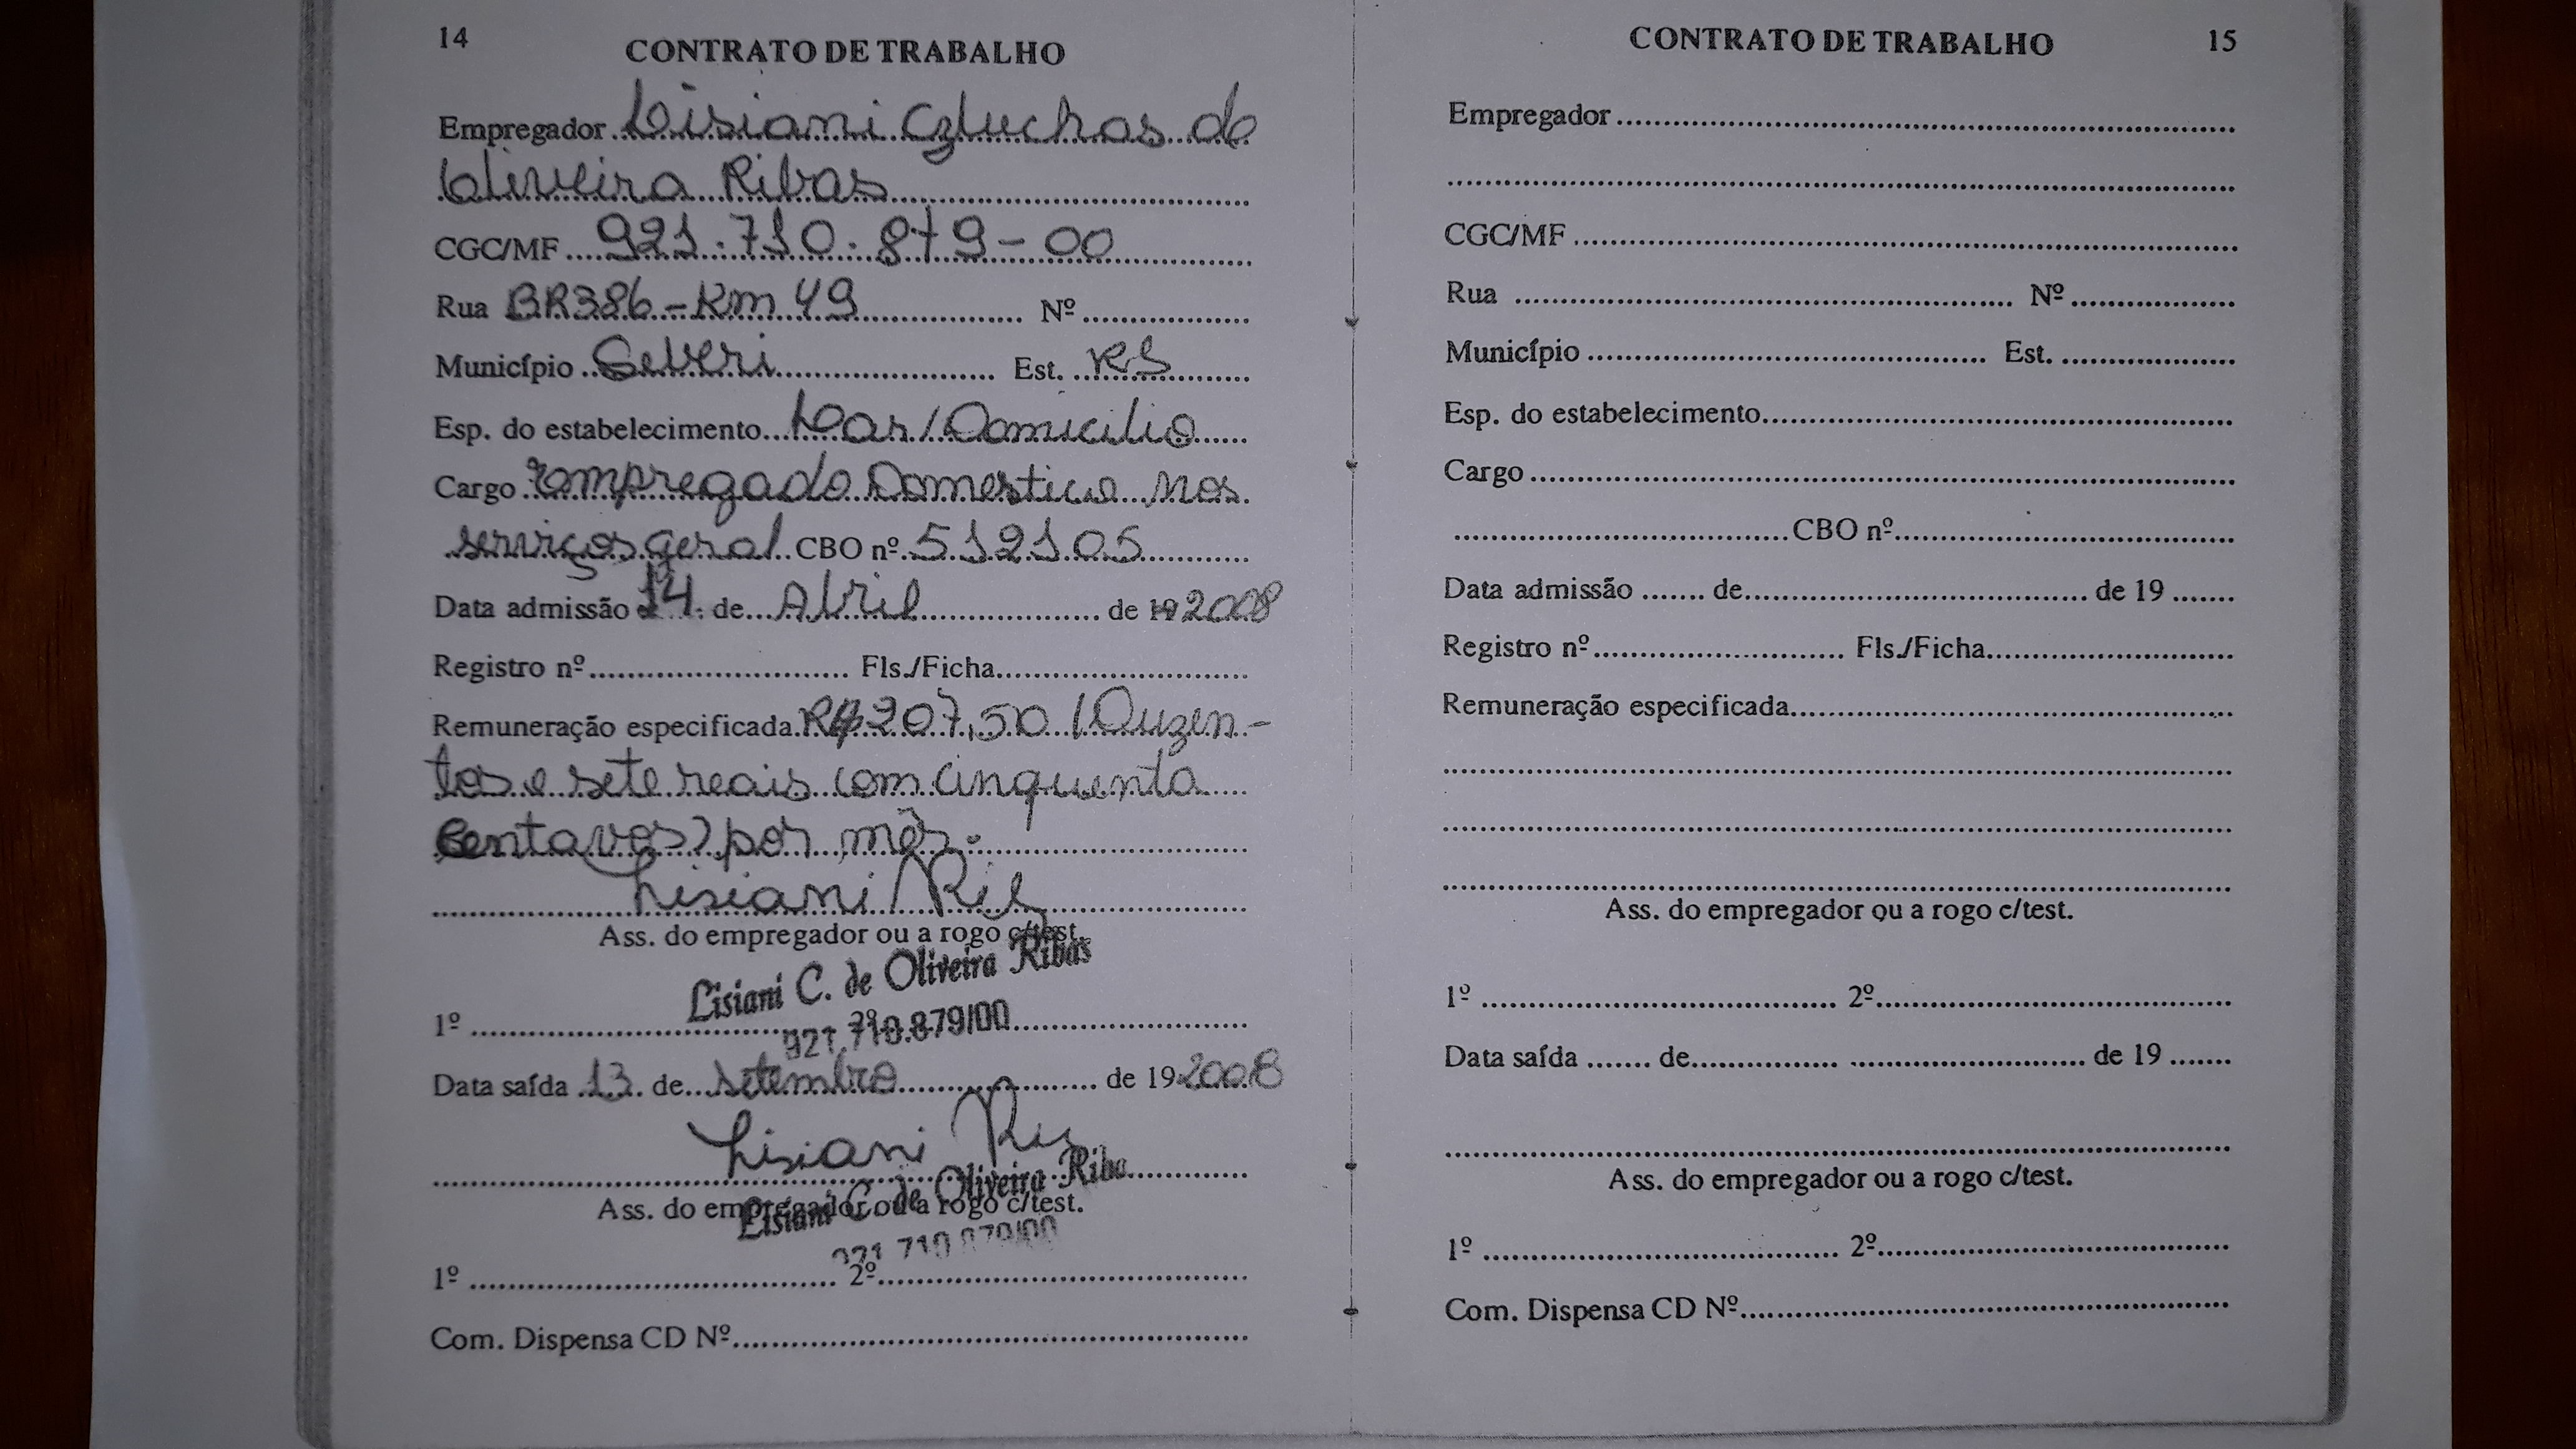 14
CONTRATO DE TRABALHO
Empregador Lisiani Czluchas de
Oliveira Ribas
CGC/MF 921.710.879-00
Rua BR386-Km 49 Nº
Município Seberi Est. RS
Esp. do estabelecimento Lar/Domicilio
Cargo Empregado Domestico nos
serviços geral CBO nº 512105
Data admissão 14 de Abril de 19 2008
Registro nº Fls./Ficha
Remuneração especificada R$ 207,50 (Duzen-
tos e sete reais com cinquenta
centavos) por mês.
Lisiani
Ass. do empregador ou a rogo c/test.
Lisiani C. de Oliveira Ribas
1º 2º
921.710.879/00
Data saída 13 de setembro de 19 2008
Lisiani
Ass. do empregador ou a rogo c/test.
Lisiani C. de Oliveira Riba
921.710.879/00
1º 2º
Com. Dispensa CD Nº
CONTRATO DE TRABALHO
15
Empregador
CGC/MF
Rua Nº
Município Est.
Esp. do estabelecimento
Cargo
CBO nº
Data admissão de de 19
Registro nº Fls./Ficha
Remuneração especificada
Ass. do empregador ou a rogo c/test.
1º 2º
Data saída de de 19
Ass. do empregador ou a rogo c/test.
1º 2º
Com. Dispensa CD Nº